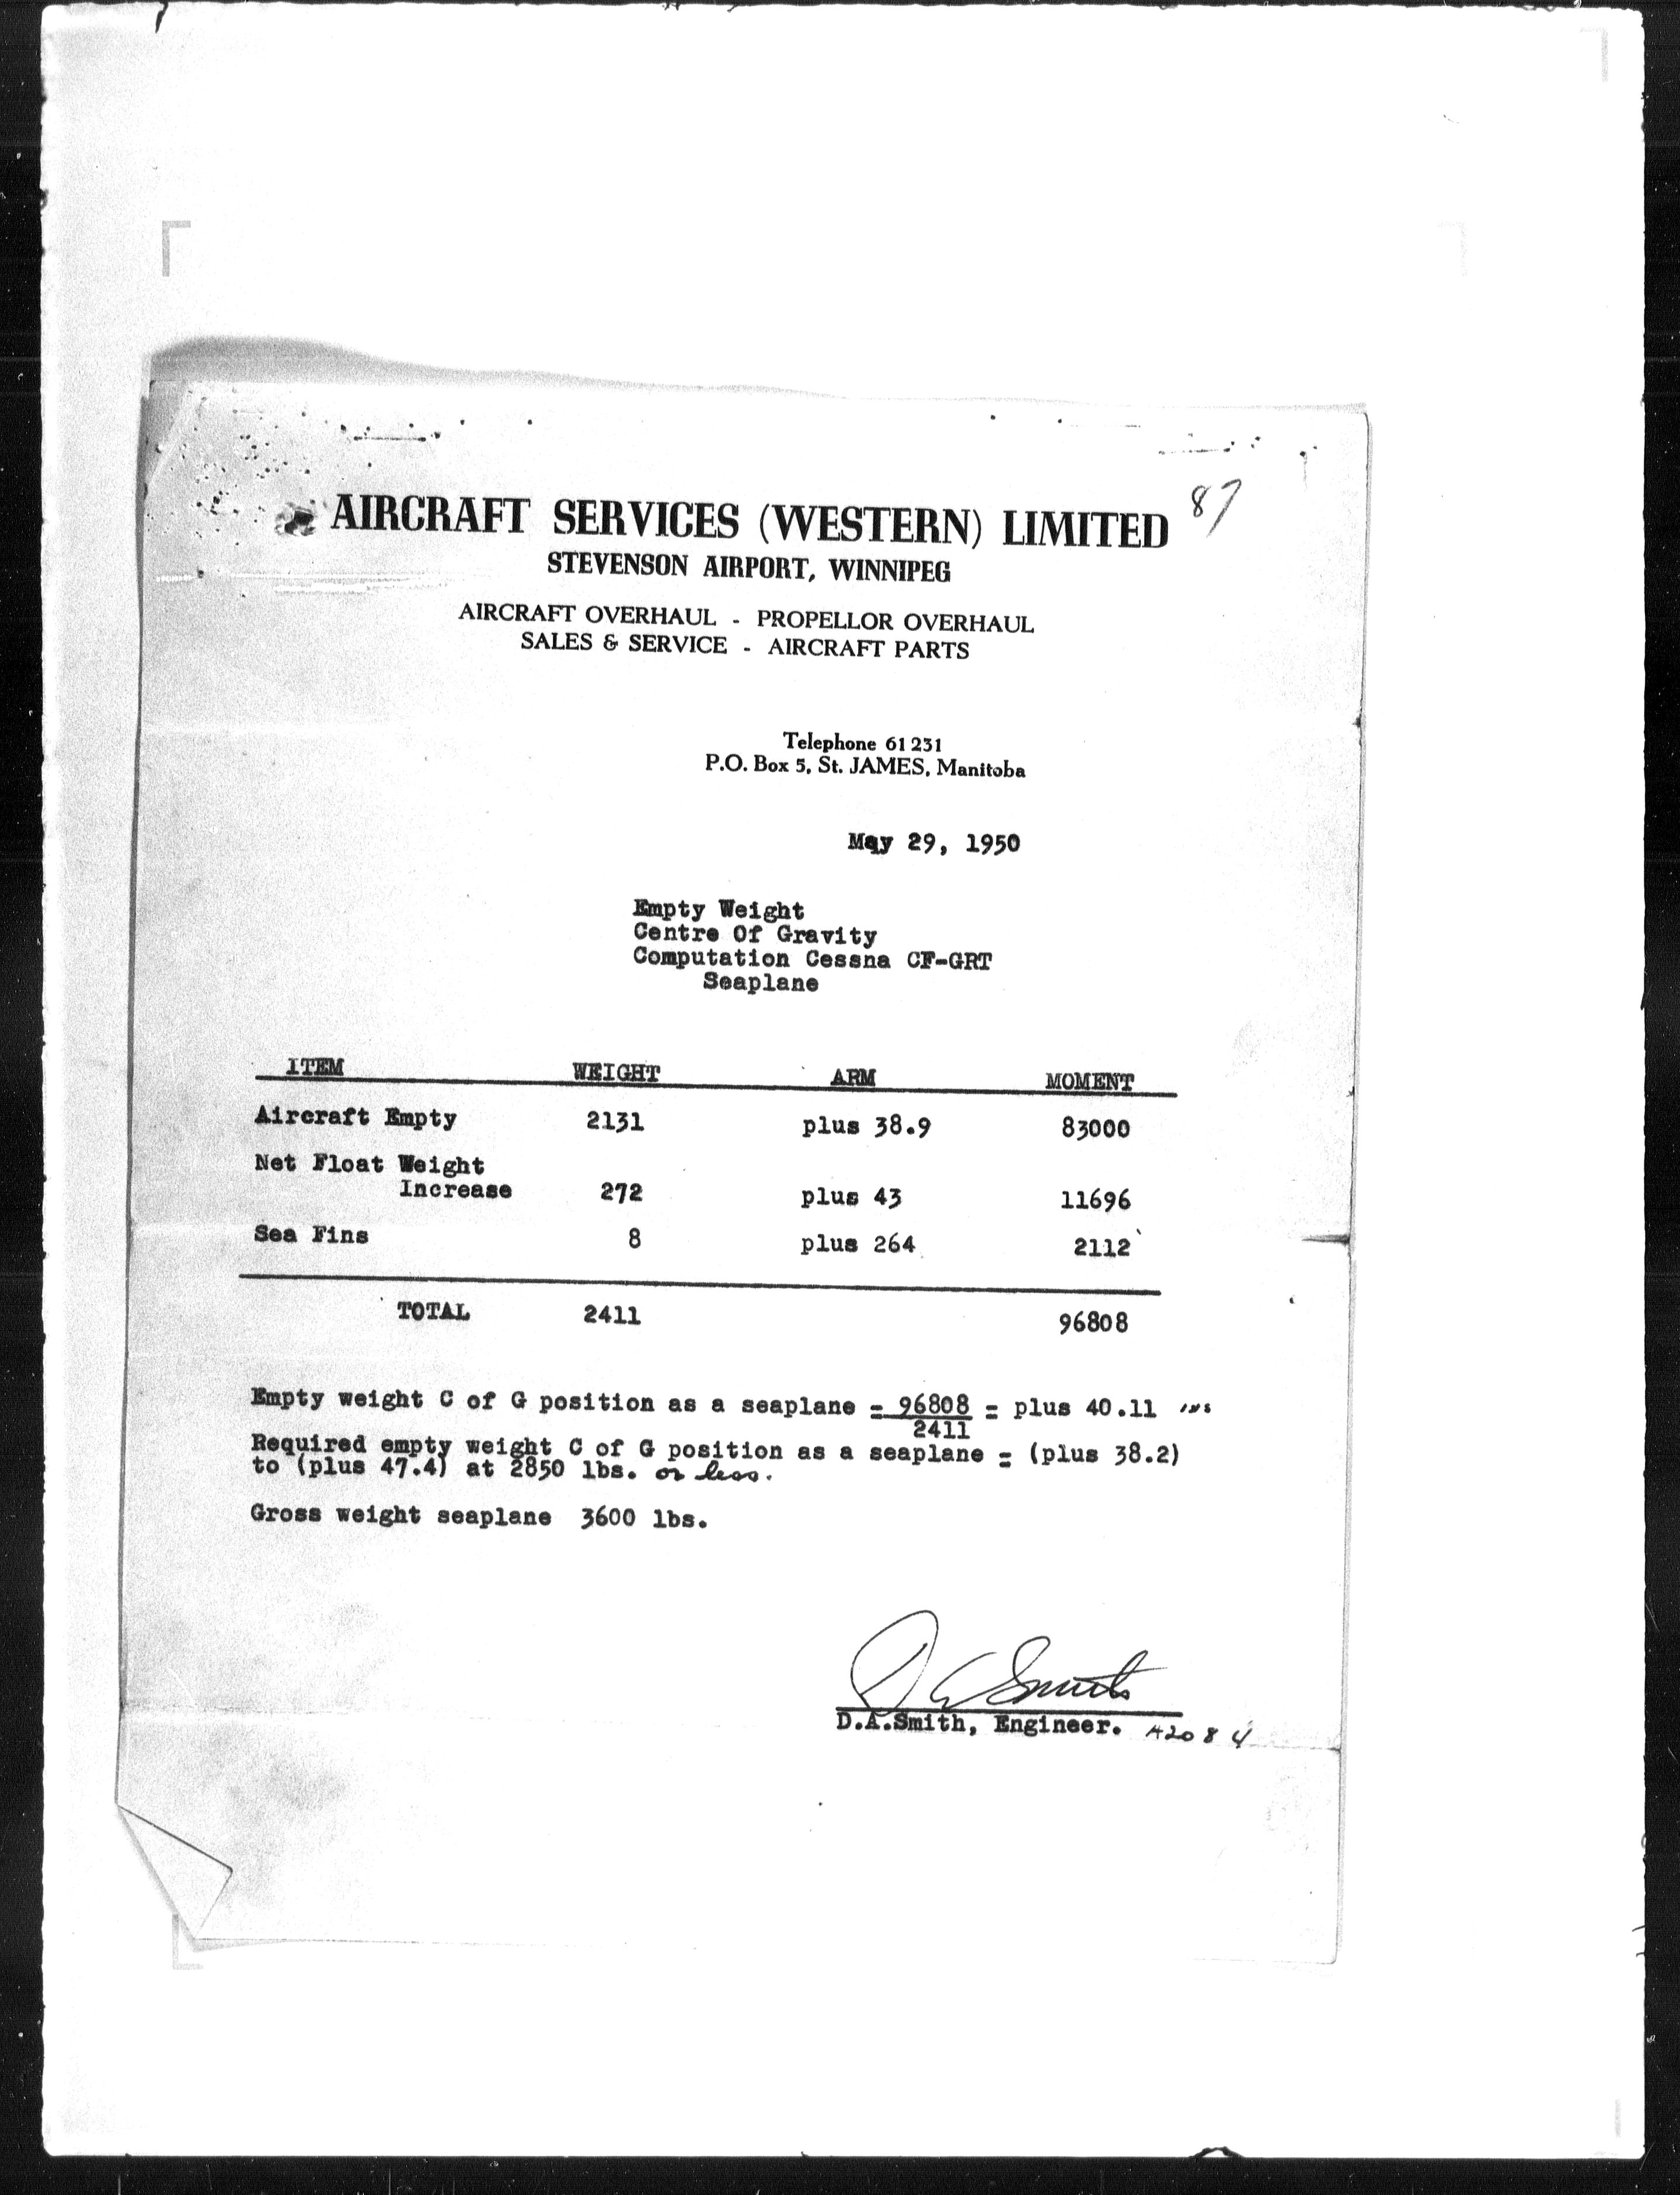 87
AIRCRAFT SERVICES (WESTERN) LIMITED
STEVENSON AIRPORT, WINNIPEG
AIRCRAFT OVERHAUL - PROPELLOR OVERHAUL
SALES & SERVICE - AIRCRAFT PARTS
Telephone 61 231
P.O. Box 5, St. JAMES, Manitoba
May 29, 1950
Empty Weight
Centre Of Gravity
Computation Cessna CF-GRT
Seaplane
ITEM WEIGHT ARM MOMENT
Aircraft Empty 2131 plus 38.9 83000
Net Float Weight
Increase 272 plus 43 11696
Sea Fins 8 plus 264 2112
TOTAL 2411 96808
Empty weight C of G position as a seaplane = 96808 = plus 40.11 ins
2411
Required empty weight C of G position as a seaplane = (plus 38.2)
to (plus 47.4) at 2850 lbs. or less.
Gross weight seaplane 3600 lbs.
D A Smith
D.A.Smith, Engineer. A2084